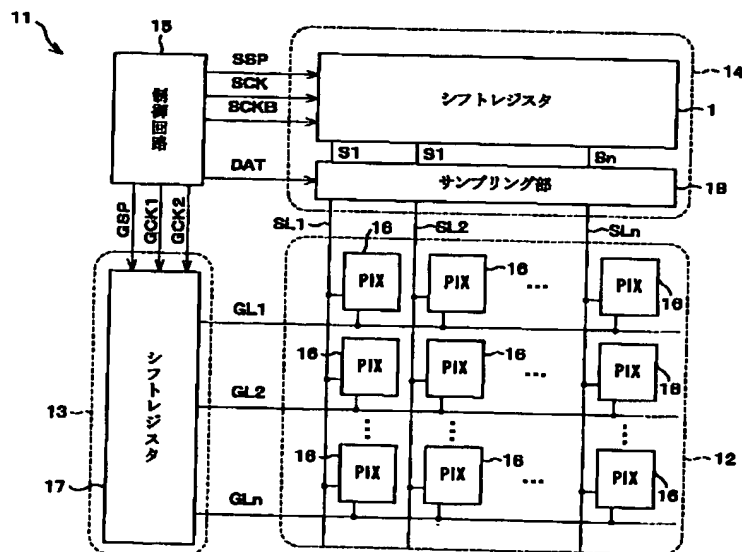 11
15
制御回路
SSP
SCK
SCKB
DAT
シフトレジスタ
14
1
S1
S1
Sn
サンプリング部
18
GSP
GCK1
GCK2
SL1
16
SL2
SLn
PIX
16
PIX
...
PIX
16
GL1
16
PIX
PIX
16
...
PIX
16
GL2
13
シフトレジスタ
17
16
PIX
PIX
16
...
PIX
16
12
GLn